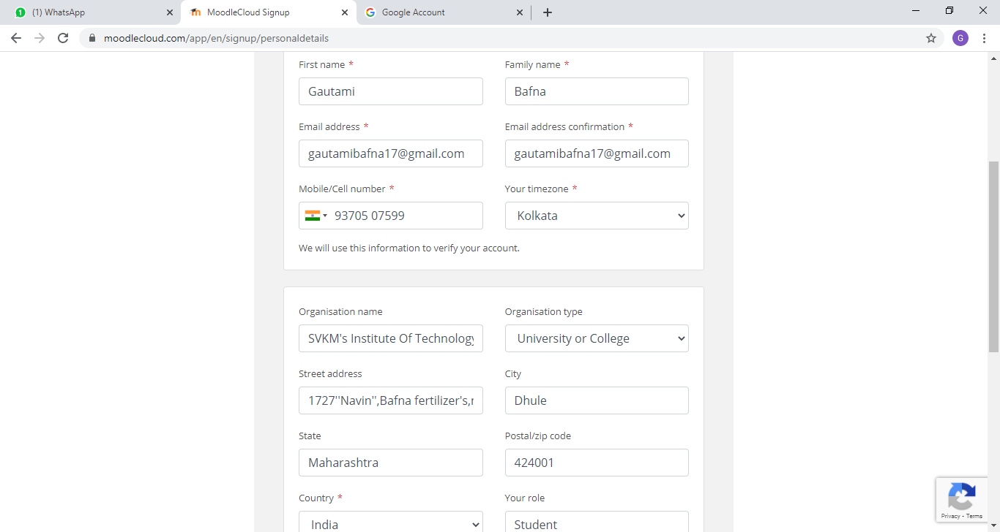 (1) WhatsApp
MoodleCloud Signup
Google Account
moodlecloud.com/app/en/signup/personaldetails
G
First name *
Family name *
Gautami
Bafna
Email address *
Email address confirmation *
gautamibafna17@gmail.com
gautamibafna17@gmail.com
Mobile/Cell number *
Your timezone *
93705 07599
Kolkata
We will use this information to verify your account.
Organisation name
Organisation type
SVKM's Institute Of Technology
University or College
Street address
City
1727''Navin'',Bafna fertilizer's,
Dhule
State
Postal/zip code
Maharashtra
424001
Country *
Your role
India
Student
Privacy - Terms